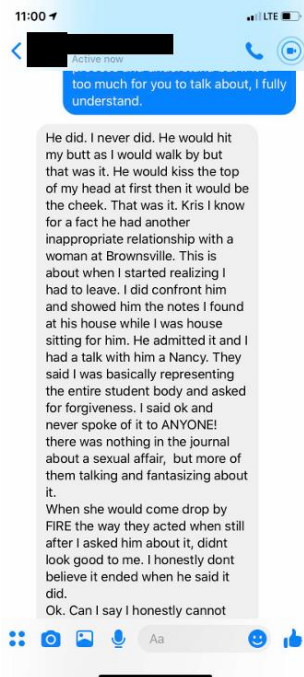 11:00
LTE
Active now
too much for you to talk about, I fully
understand.
He did. I never did. He would hit
my butt as I would walk by but
that was it. He would kiss the top
of my head at first then it would be
the cheek. That was it. Kris I know
for a fact he had another
inappropriate relationship with a
woman at Brownsville. This is
about when I started realizing I
had to leave. I did confront him
and showed him the notes I found
at his house while I was house
sitting for him. He admitted it and I
had a talk with him a Nancy. They
said I was basically representing
the entire student body and asked
for forgiveness. I said ok and
never spoke of it to ANYONE!
there was nothing in the journal
about a sexual affair, but more of
them talking and fantasizing about
it.
When she would come drop by
FIRE the way they acted when still
after I asked him about it, didnt
look good to me. I honestly dont
believe it ended when he said it
did.
Ok. Can I say I honestly cannot
Aa